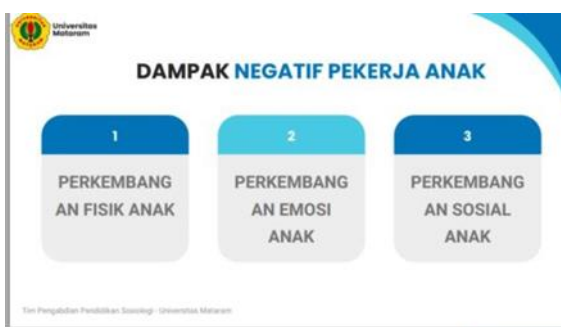 Universitas
Mataram
DAMPAK NEGATIF PEKERJA ANAK
1
PERKEMBANG
AN FISIK ANAK
2
PERKEMBANG
AN EMOSI
ANAK
3
PERKEMBANG
AN SOSIAL
ANAK
Tim Pengabdian Pendidikan Sosiologi - Universitas Mataram